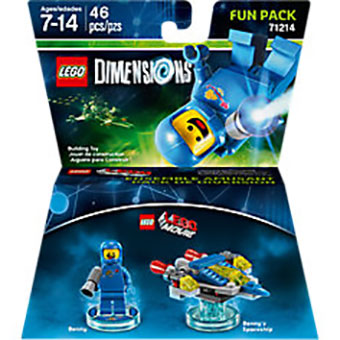 Ages/edades
7-14
46
pcs/pzs
FUN PACK
71214
LEGO DIMENSIONS
Building Toy
Jouet de construction
Juguete para Construir
LEGO THE LEGO MOVIE
Benny
Benny's
Spaceship